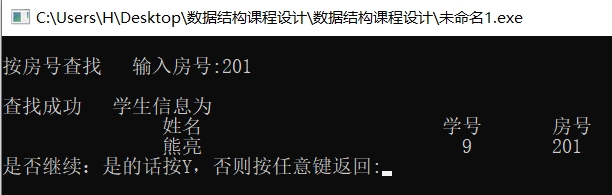 C:\Users\H\Desktop\数据结构课程设计\数据结构课程设计\未命名1.exe
按房号查找 输入房号:201
查找成功 学生信息为
姓名 学号 房号
熊亮 9 201
是否继续：是的话按Y，否则按任意键返回: